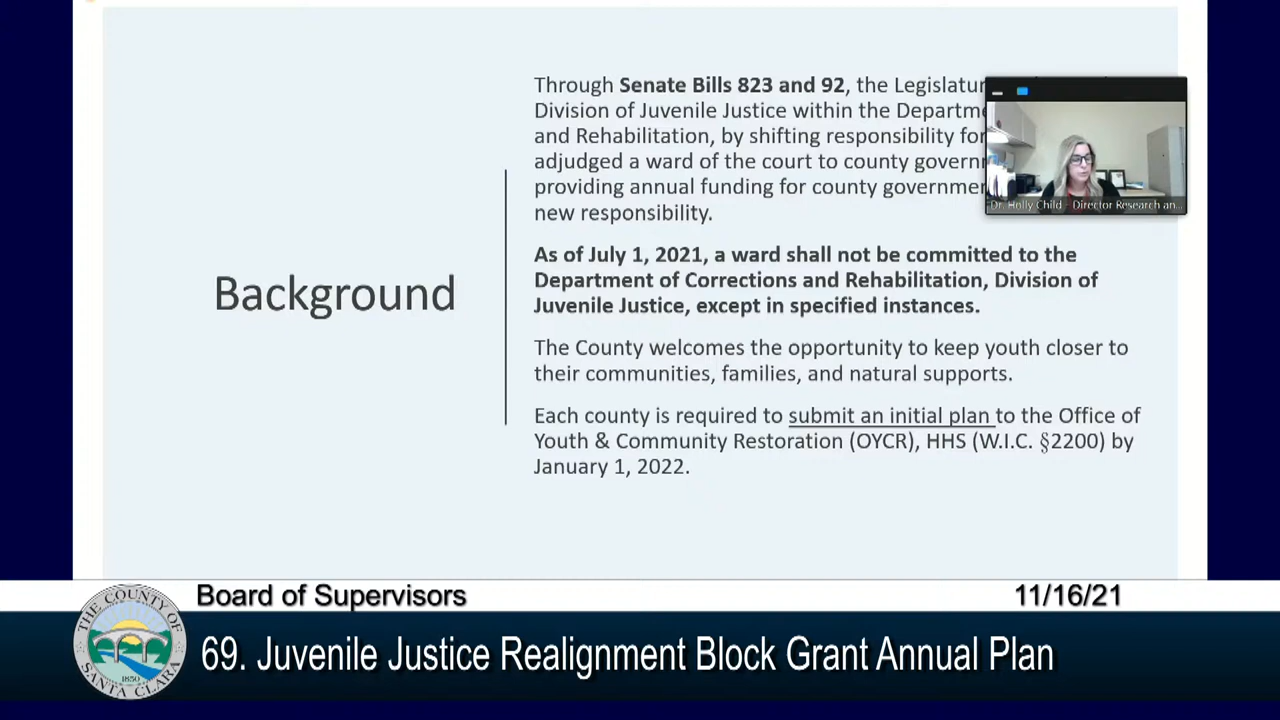 Background
Through Senate Bills 823 and 92, the Legislatur
Division of Juvenile Justice within the Departme
and Rehabilitation, by shifting responsibility for
adjudged a ward of the court to county governm
providing annual funding for county governmen
new responsibility.
As of July 1, 2021, a ward shall not be committed to the
Department of Corrections and Rehabilitation, Division of
Juvenile Justice, except in specified instances.
The County welcomes the opportunity to keep youth closer to
their communities, families, and natural supports.
Each county is required to submit an initial plan to the Office of
Youth & Community Restoration (OYCR), HHS (W.I.C. §2200) by
January 1, 2022.
Dr. Holly Child - Director Research an...
Board of Supervisors
11/16/21
THE COUNTY OF
SANTA CLARA
1850
69. Juvenile Justice Realignment Block Grant Annual Plan